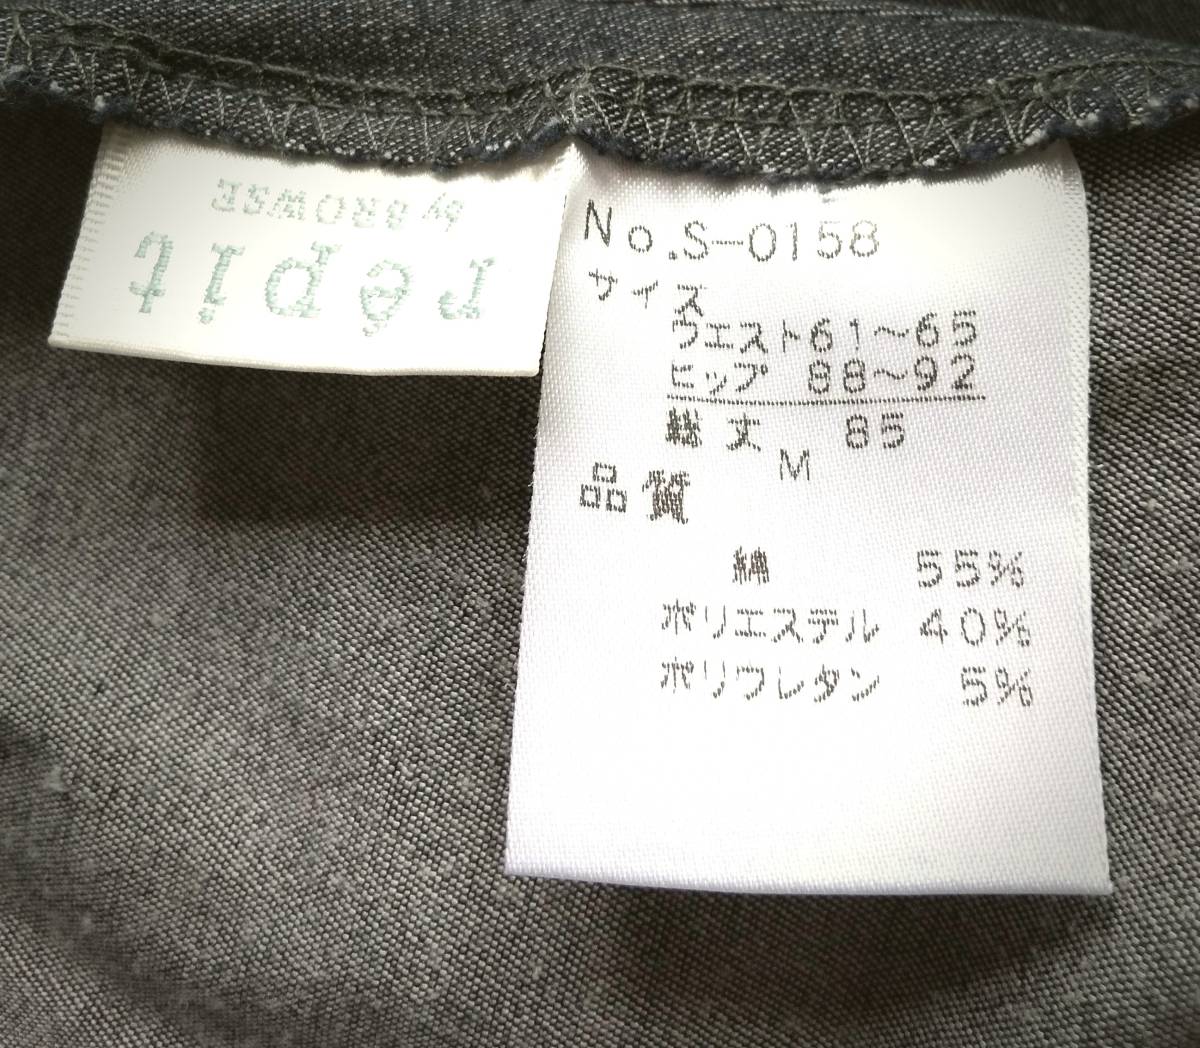 by BROWSE
No.S-0158
サイズ
ウエスト61〜65
ヒップ 88〜92
総丈 85
M
品質
綿 55%
ポリエステル 40%
ポリウレタン 5%